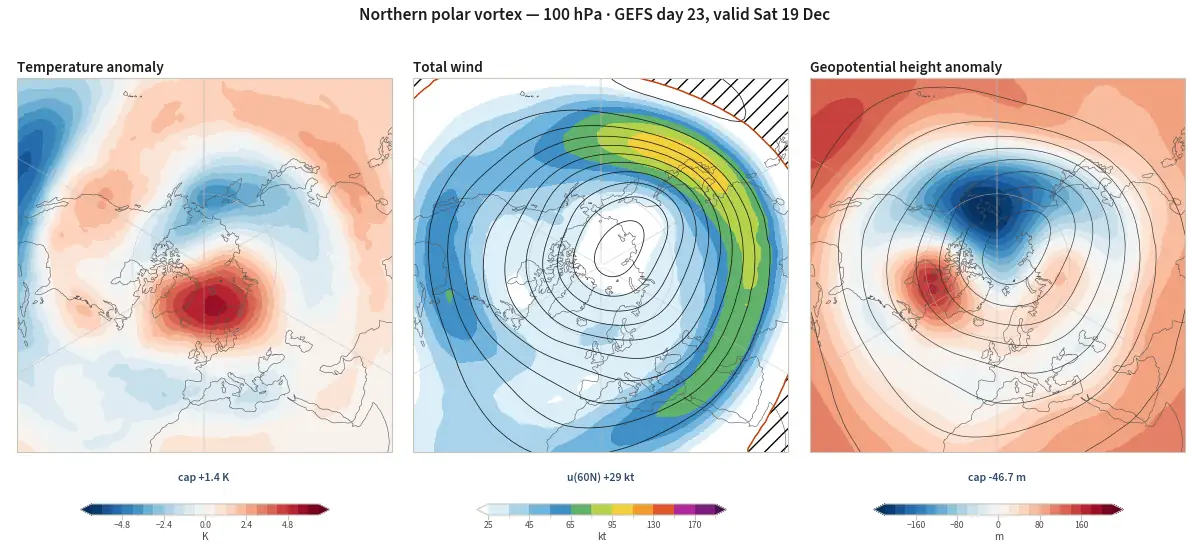 Northern polar vortex — 100 hPa · GEFS day 23, valid Sat 19 Dec
Temperature anomaly
Total wind
Geopotential height anomaly
cap +1.4 K
u(60N) +29 kt
cap -46.7 m
−4.8 −2.4 0.0 2.4 4.8
K
25 45 65 95 130 170
kt
−160 −80 0 80 160
m